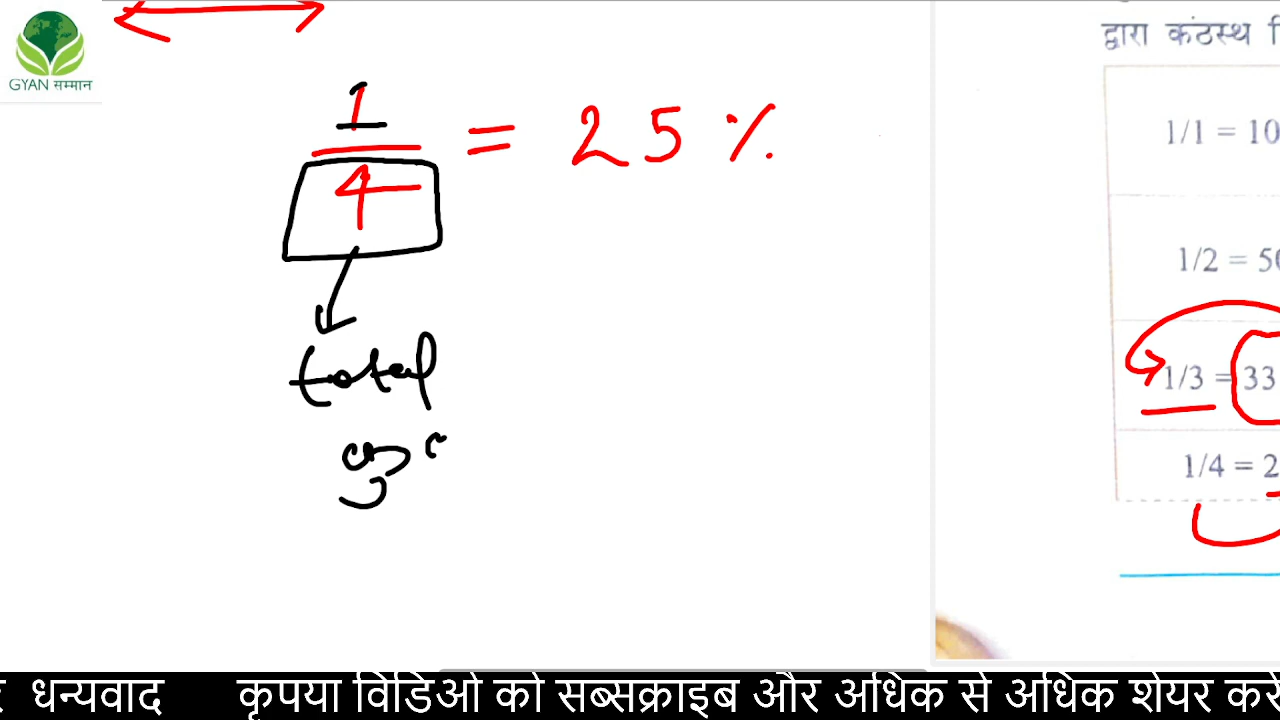 GYAN सम्मान
1
4
= 25 %
total
द्वारा कंठस्थ
1/1 = 10
1/2 = 50
1/3 = 33
1/4 = 2
धन्यवाद कृपया विडिओ को सब्सक्राइब और अधिक से अधिक शेयर करे